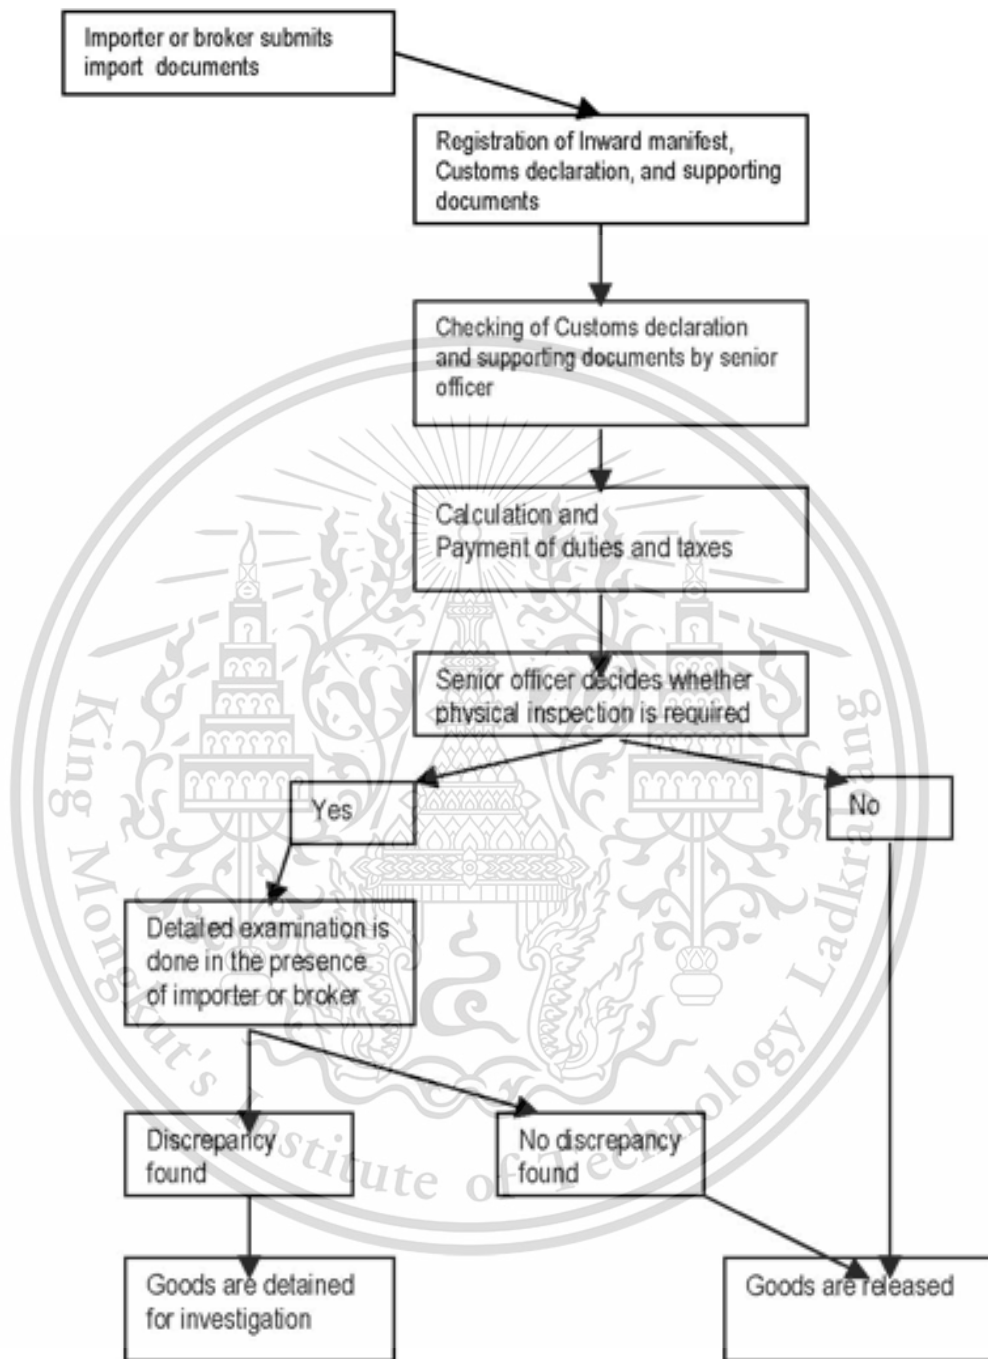 Importer or broker submits
import documents
Registration of Inward manifest,
Customs declaration, and supporting
documents
Checking of Customs declaration
and supporting documents by senior
officer
Calculation and
Payment of duties and taxes
Senior officer decides whether
physical inspection is required
Yes
No
Detailed examination is
done in the presence
of importer or broker
Discrepancy
found
No discrepancy
found
Goods are detained
for investigation
Goods are released
King Mongkut's Institute of Technology Ladkrabang